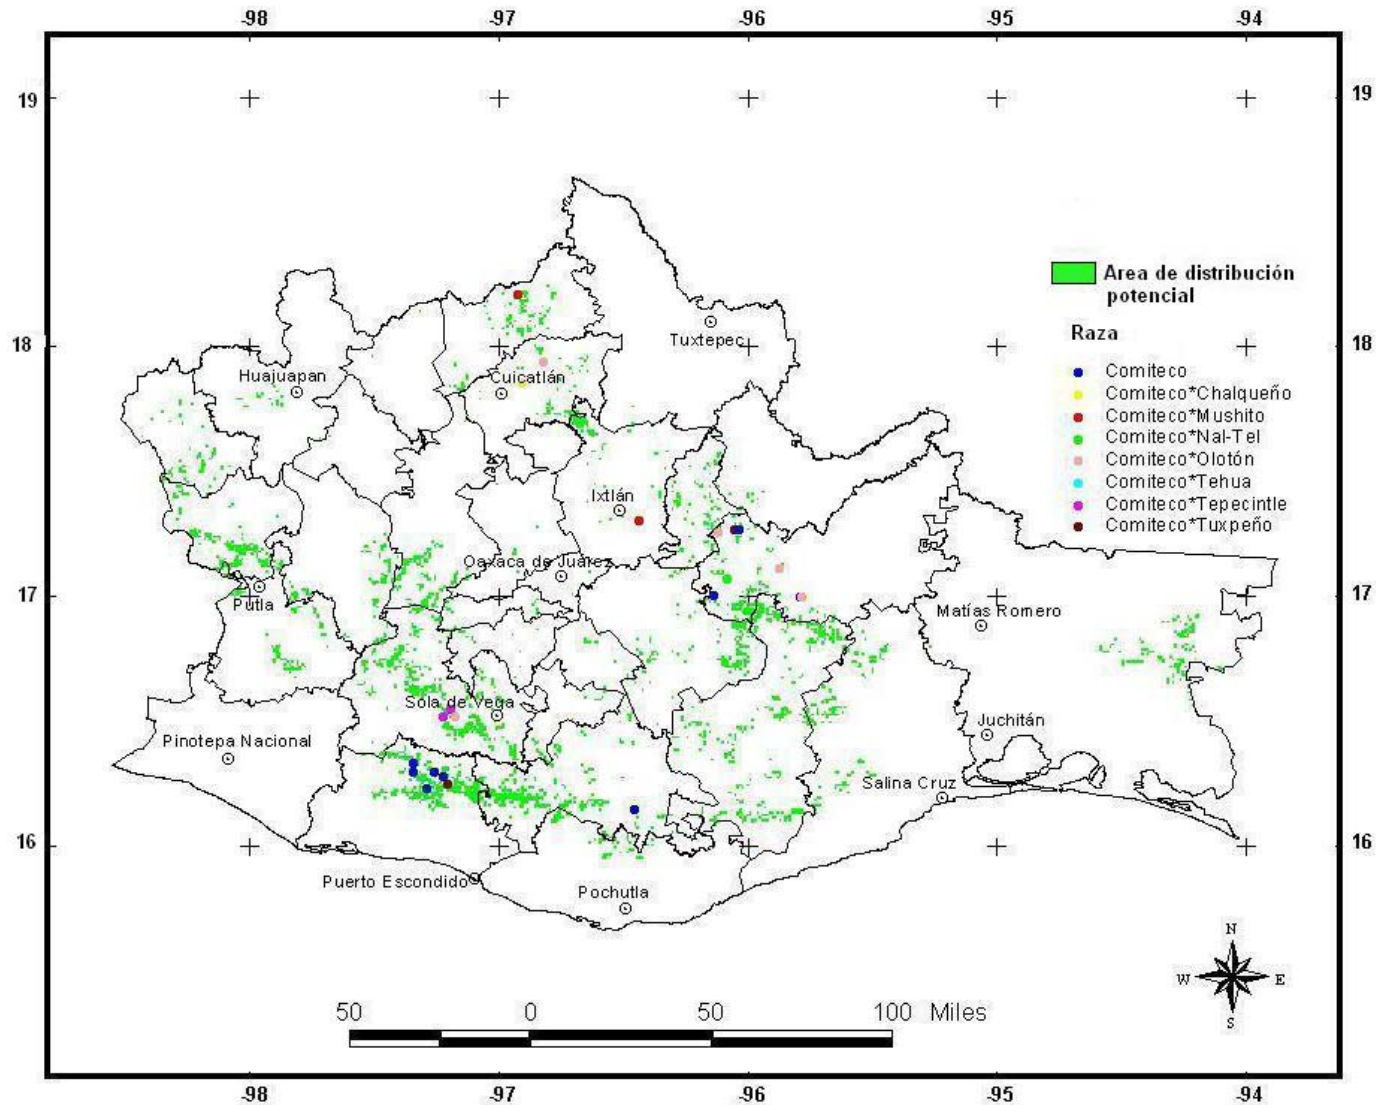 -98 -97 -96 -95 -94
19 19
Area de distribución
potencial
Raza
Tuxtepec
18 18
Huajuapan
Cuicatlán
Comiteco
Comiteco*Chalqueño
Comiteco*Mushito
Comiteco*Nal-Tel
Comiteco*Olotón
Comiteco*Tehua
Comiteco*Tepecintle
Comiteco*Tuxpeño
Ixtlán
Oaxaca de Juárez
17 17
Putla
Matías Romero
Sola de Vega
Juchitán
Pinotepa Nacional
Salina Cruz
16 16
Puerto Escondido
Pochutla
N
W E
S
50 0 50 100 Miles
-98 -97 -96 -95 -94